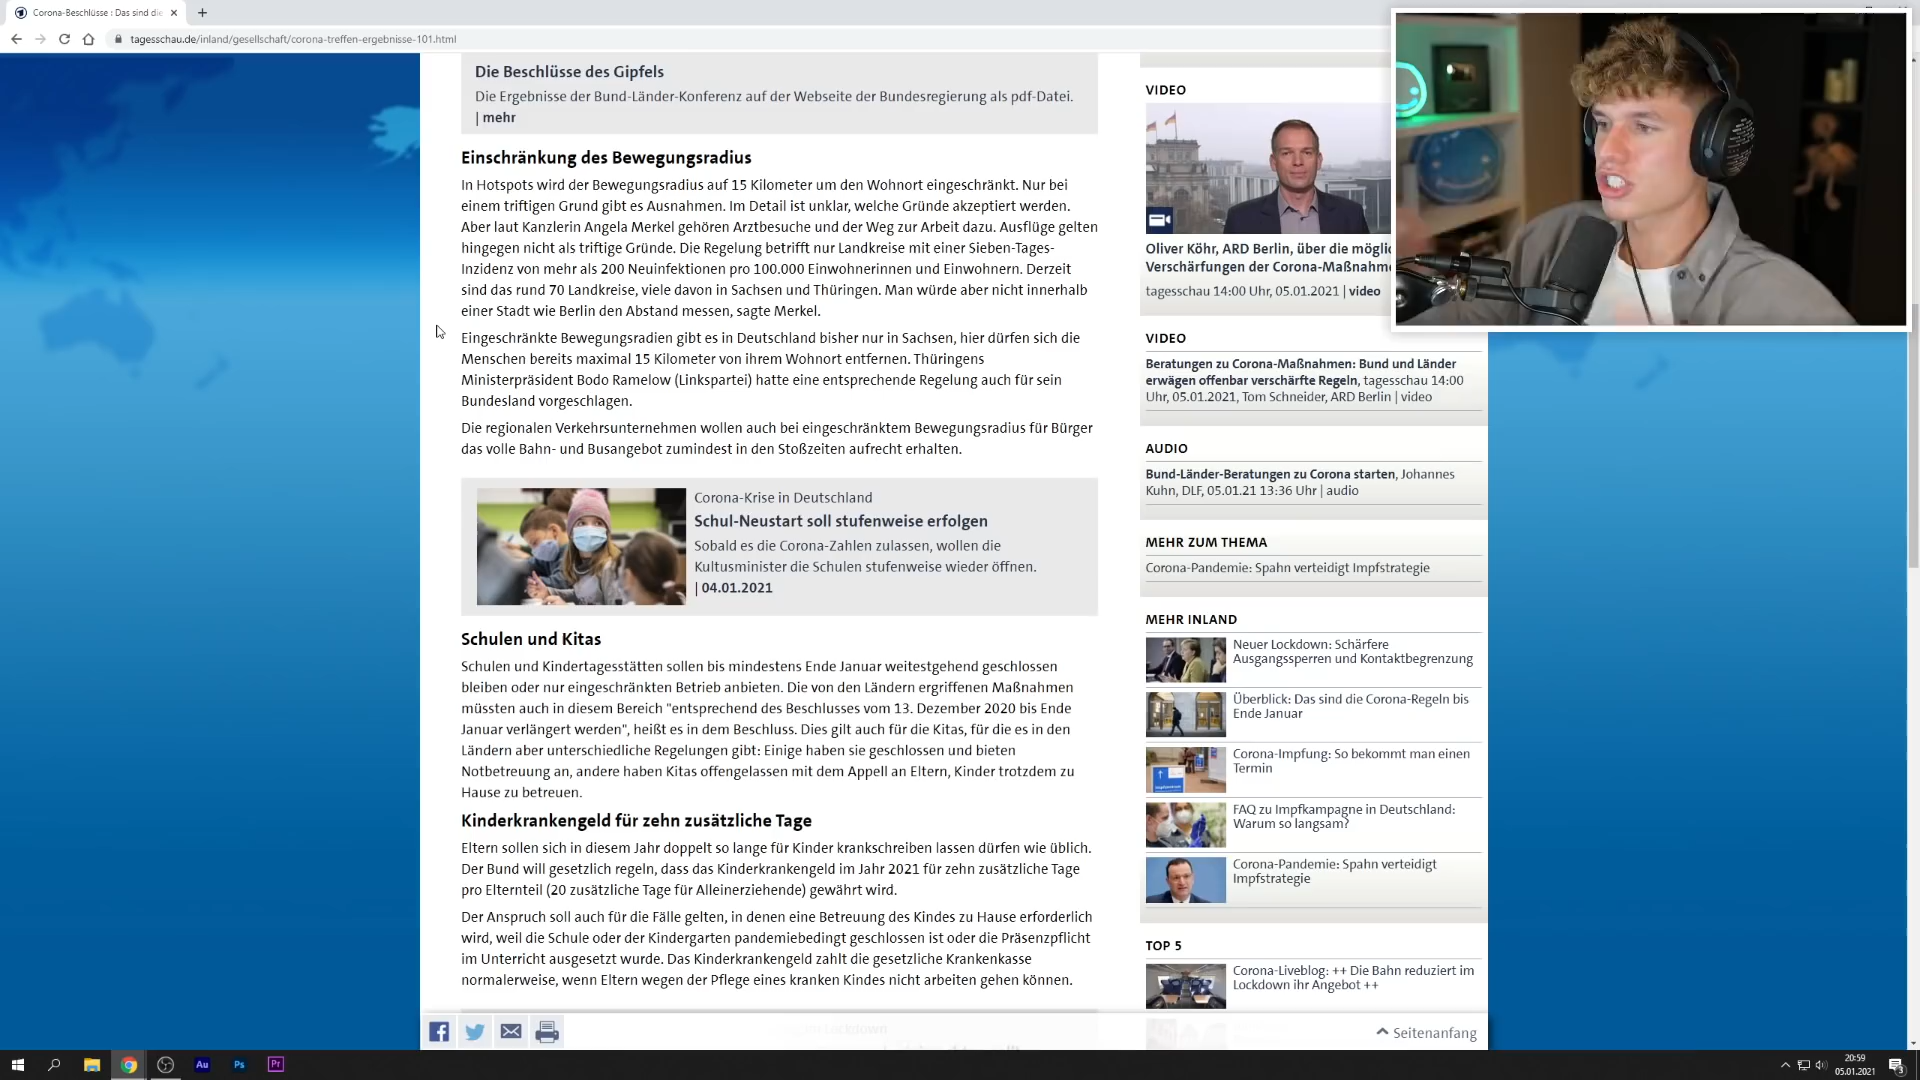 Corona-Beschlüsse : Das sind die
tagesschau.de/inland/gesellschaft/corona-treffen-ergebnisse-101.html
Die Beschlüsse des Gipfels
Die Ergebnisse der Bund-Länder-Konferenz auf der Webseite der Bundesregierung als pdf-Datei.
| mehr
Einschränkung des Bewegungsradius
In Hotspots wird der Bewegungsradius auf 15 Kilometer um den Wohnort eingeschränkt. Nur bei
einem triftigen Grund gibt es Ausnahmen. Im Detail ist unklar, welche Gründe akzeptiert werden.
Aber laut Kanzlerin Angela Merkel gehören Arztbesuche und der Weg zur Arbeit dazu. Ausflüge gelten
hingegen nicht als triftige Gründe. Die Regelung betrifft nur Landkreise mit einer Sieben-Tages-
Inzidenz von mehr als 200 Neuinfektionen pro 100.000 Einwohnerinnen und Einwohnern. Derzeit
sind das rund 70 Landkreise, viele davon in Sachsen und Thüringen. Man würde aber nicht innerhalb
einer Stadt wie Berlin den Abstand messen, sagte Merkel.
Eingeschränkte Bewegungsradien gibt es in Deutschland bisher nur in Sachsen, hier dürfen sich die
Menschen bereits maximal 15 Kilometer von ihrem Wohnort entfernen. Thüringens
Ministerpräsident Bodo Ramelow (Linkspartei) hatte eine entsprechende Regelung auch für sein
Bundesland vorgeschlagen.
Die regionalen Verkehrsunternehmen wollen auch bei eingeschränktem Bewegungsradius für Bürger
das volle Bahn- und Busangebot zumindest in den Stoßzeiten aufrecht erhalten.
Corona-Krise in Deutschland
Schul-Neustart soll stufenweise erfolgen
Sobald es die Corona-Zahlen zulassen, wollen die
Kultusminister die Schulen stufenweise wieder öffnen.
| 04.01.2021
Schulen und Kitas
Schulen und Kindertagesstätten sollen bis mindestens Ende Januar weitestgehend geschlossen
bleiben oder nur eingeschränkten Betrieb anbieten. Die von den Ländern ergriffenen Maßnahmen
müssten auch in diesem Bereich "entsprechend des Beschlusses vom 13. Dezember 2020 bis Ende
Januar verlängert werden", heißt es in dem Beschluss. Dies gilt auch für die Kitas, für die es in den
Ländern aber unterschiedliche Regelungen gibt: Einige haben sie geschlossen und bieten
Notbetreuung an, andere haben Kitas offengelassen mit dem Appell an Eltern, Kinder trotzdem zu
Hause zu betreuen.
Kinderkrankengeld für zehn zusätzliche Tage
Eltern sollen sich in diesem Jahr doppelt so lange für Kinder krankschreiben lassen dürfen wie üblich.
Der Bund will gesetzlich regeln, dass das Kinderkrankengeld im Jahr 2021 für zehn zusätzliche Tage
pro Elternteil (20 zusätzliche Tage für Alleinerziehende) gewährt wird.
Der Anspruch soll auch für die Fälle gelten, in denen eine Betreuung des Kindes zu Hause erforderlich
wird, weil die Schule oder der Kindergarten pandemiebedingt geschlossen ist oder die Präsenzpflicht
im Unterricht ausgesetzt wurde. Das Kinderkrankengeld zahlt die gesetzliche Krankenkasse
normalerweise, wenn Eltern wegen der Pflege eines kranken Kindes nicht arbeiten gehen können.
VIDEO
Oliver Köhr, ARD Berlin, über die mögli
Verschärfungen der Corona-Maßnahme
tagesschau 14:00 Uhr, 05.01.2021 | video
VIDEO
Beratungen zu Corona-Maßnahmen: Bund und Länder
erwägen offenbar verschärfte Regeln, tagesschau 14:00
Uhr, 05.01.2021, Tom Schneider, ARD Berlin | video
AUDIO
Bund-Länder-Beratungen zu Corona starten, Johannes
Kuhn, DLF, 05.01.21 13:36 Uhr | audio
MEHR ZUM THEMA
Corona-Pandemie: Spahn verteidigt Impfstrategie
MEHR INLAND
Neuer Lockdown: Schärfere
Ausgangssperren und Kontaktbegrenzung
Überblick: Das sind die Corona-Regeln bis
Ende Januar
Corona-Impfung: So bekommt man einen
Termin
FAQ zu Impfkampagne in Deutschland:
Warum so langsam?
Corona-Pandemie: Spahn verteidigt
Impfstrategie
TOP 5
Corona-Liveblog: ++ Die Bahn reduziert im
Lockdown ihr Angebot ++
Seitenanfang
Au
Ps
Pr
20:59
05.01.2021